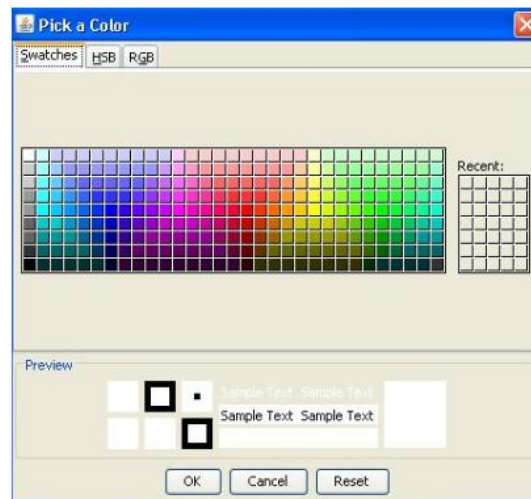 Pick a Color
Swatches HSB RGB
Recent:
Preview
Sample Text Sample Text
Sample Text Sample Text
OK Cancel Reset